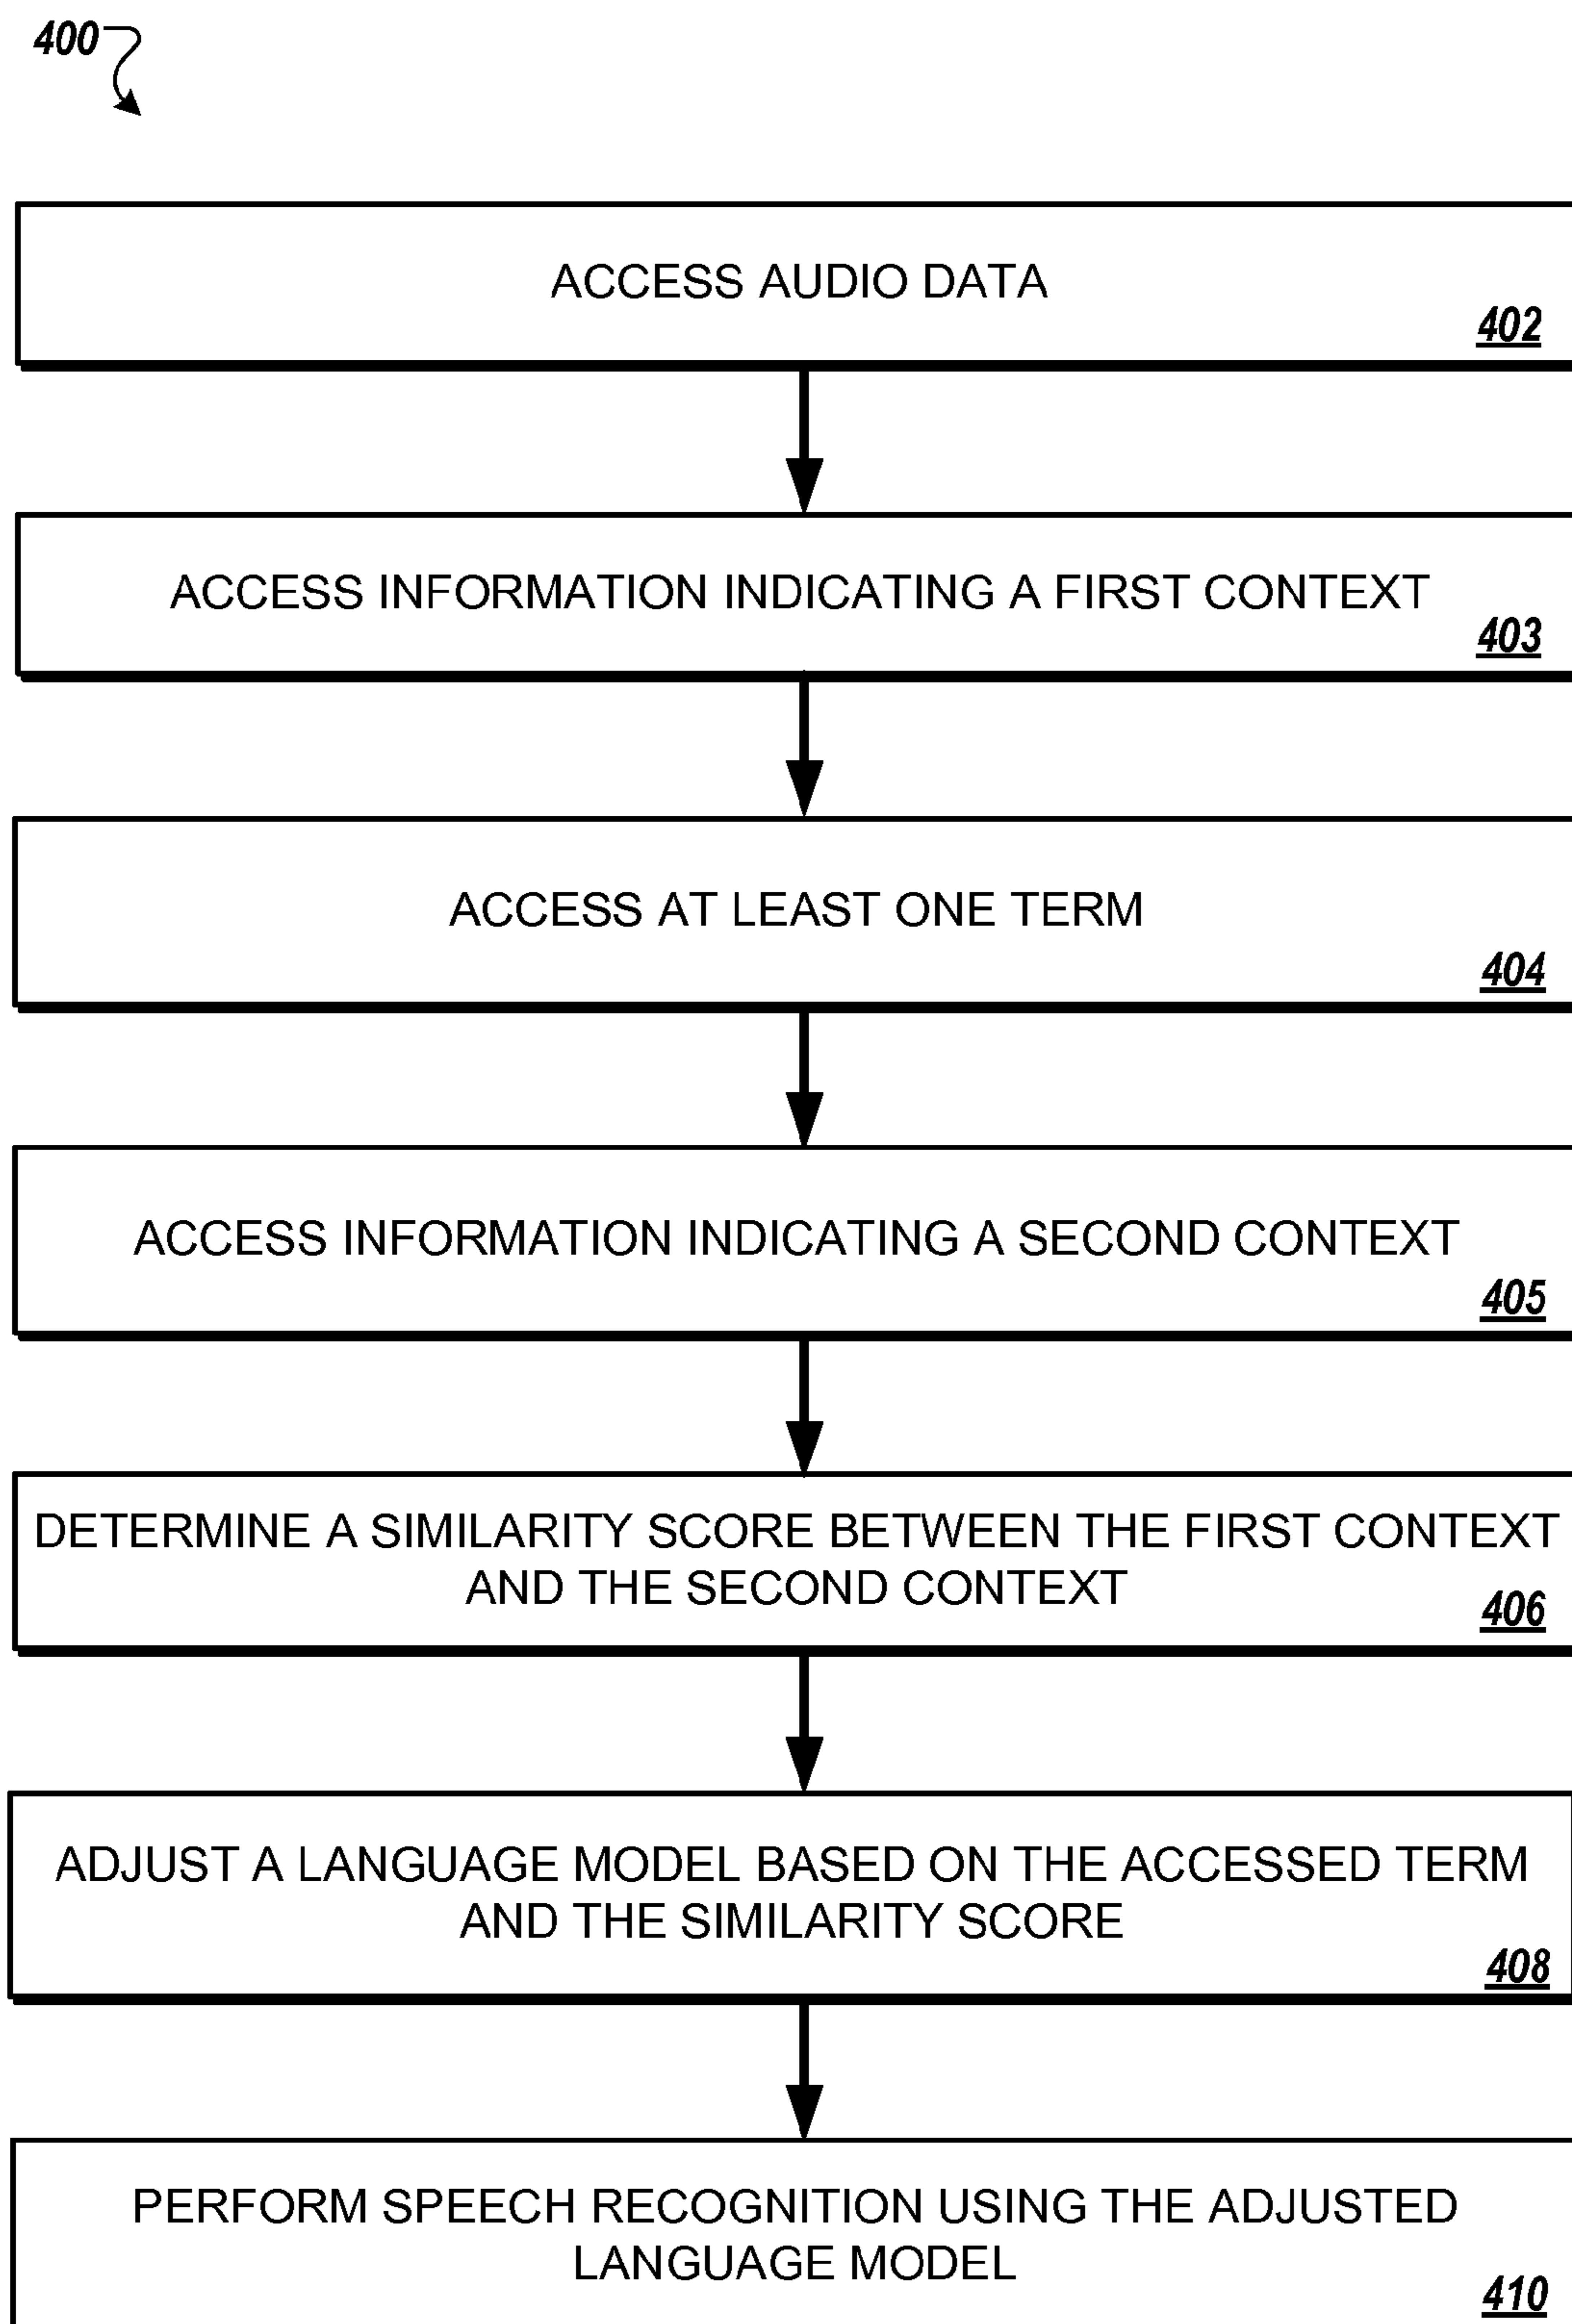 400
ACCESS AUDIO DATA
402
ACCESS INFORMATION INDICATING A FIRST CONTEXT
403
ACCESS AT LEAST ONE TERM
404
ACCESS INFORMATION INDICATING A SECOND CONTEXT
405
DETERMINE A SIMILARITY SCORE BETWEEN THE FIRST CONTEXT
AND THE SECOND CONTEXT
406
ADJUST A LANGUAGE MODEL BASED ON THE ACCESSED TERM
AND THE SIMILARITY SCORE
408
PERFORM SPEECH RECOGNITION USING THE ADJUSTED
LANGUAGE MODEL
410